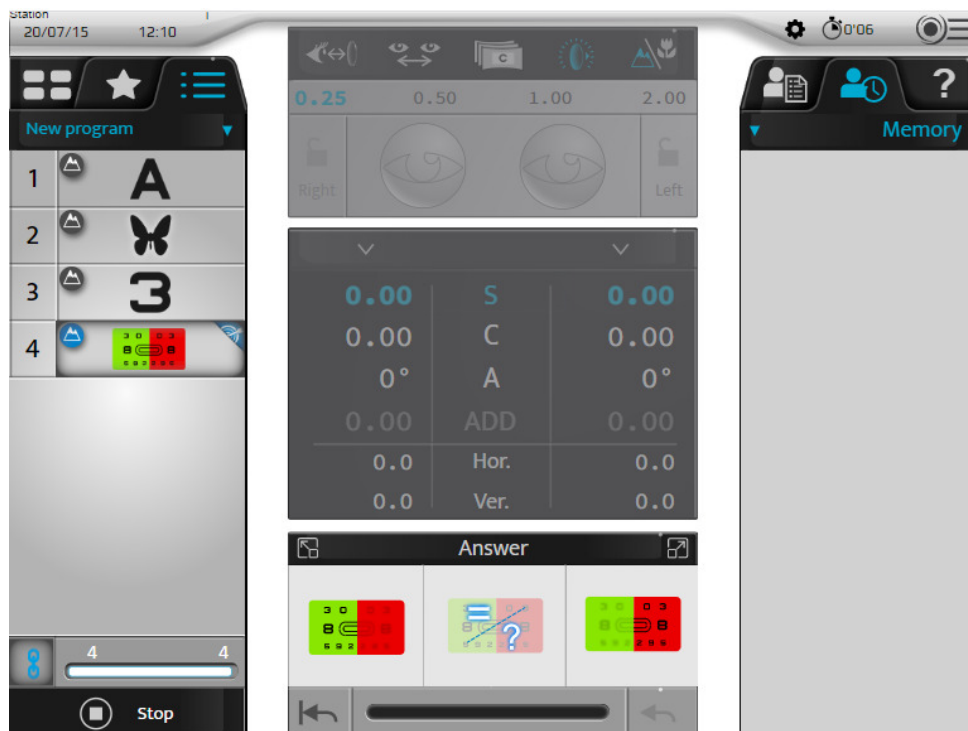 Station
20/07/15 12:10
0'06
New program
Memory
?
0.25 0.50 1.00 2.00
Right Left
1 A
2
3 3
4
0.00 S 0.00
0.00 C 0.00
0° A 0°
0.00 ADD 0.00
0.0 Hor. 0.0
0.0 Ver. 0.0
Answer
= ?
4 4
Stop